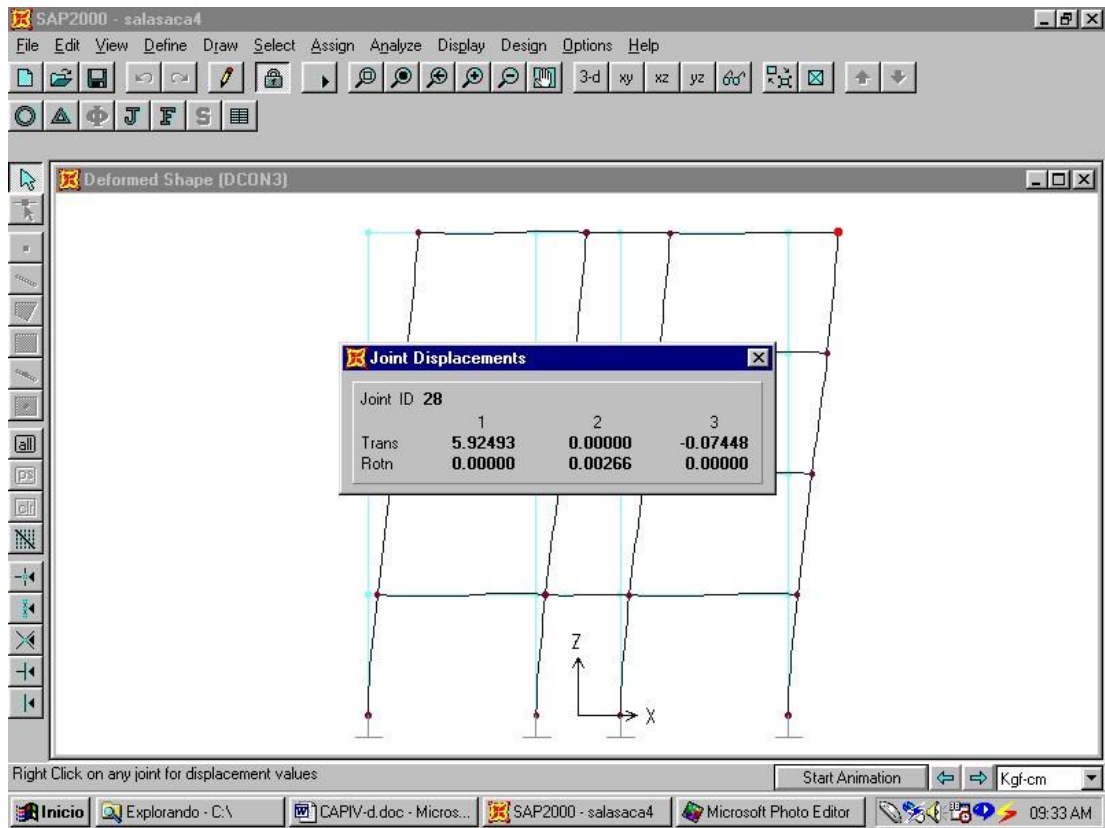 SAP2000 - salasaca4
File Edit View Define Draw Select Assign Analyze Display Design Options Help
3-d xy xz yz
J F S
Deformed Shape (DCON3)
all
ps
clr
Joint Displacements
Joint ID 28
1 2 3
Trans 5.92493 0.00000 -0.07448
Rotn 0.00000 0.00266 0.00000
Z
X
Right Click on any joint for displacement values
Start Animation
Kgf-cm
Inicio
Explorando - C:\
CAPIV-d.doc - Micros...
SAP2000 - salasaca4
Microsoft Photo Editor
09:33 AM